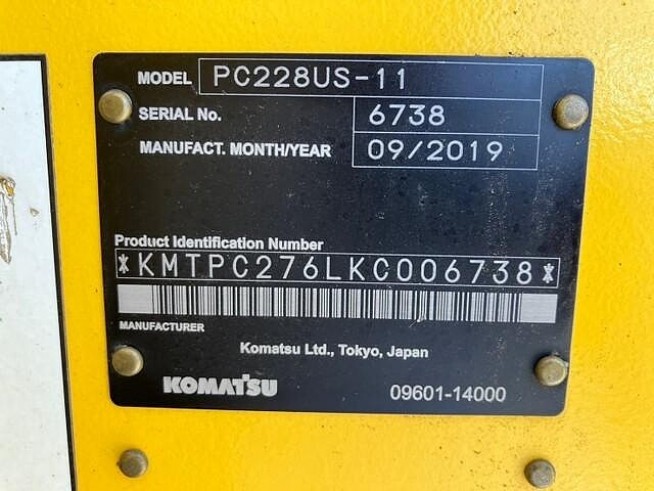 MODEL PC228US-11
SERIAL No. 6738
MANUFACT. MONTH/YEAR 09/2019
Product Identification Number
*KMTPC276LKC006738*
MANUFACTURER
Komatsu Ltd., Tokyo, Japan
KOMATSU 09601-14000